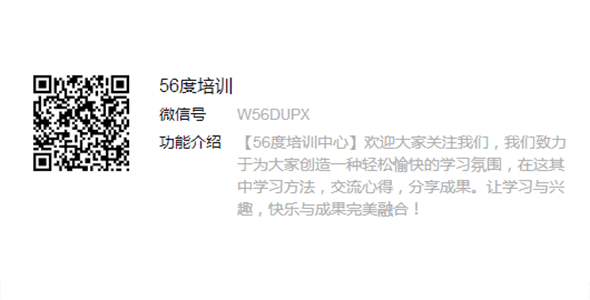 56度培训
微信号 W56DUPX
功能介绍 【56度培训中心】欢迎大家关注我们，我们致力
于为大家创造一种轻松愉快的学习氛围，在这其
中学习方法，交流心得，分享成果。让学习与兴
趣，快乐与成果完美融合！